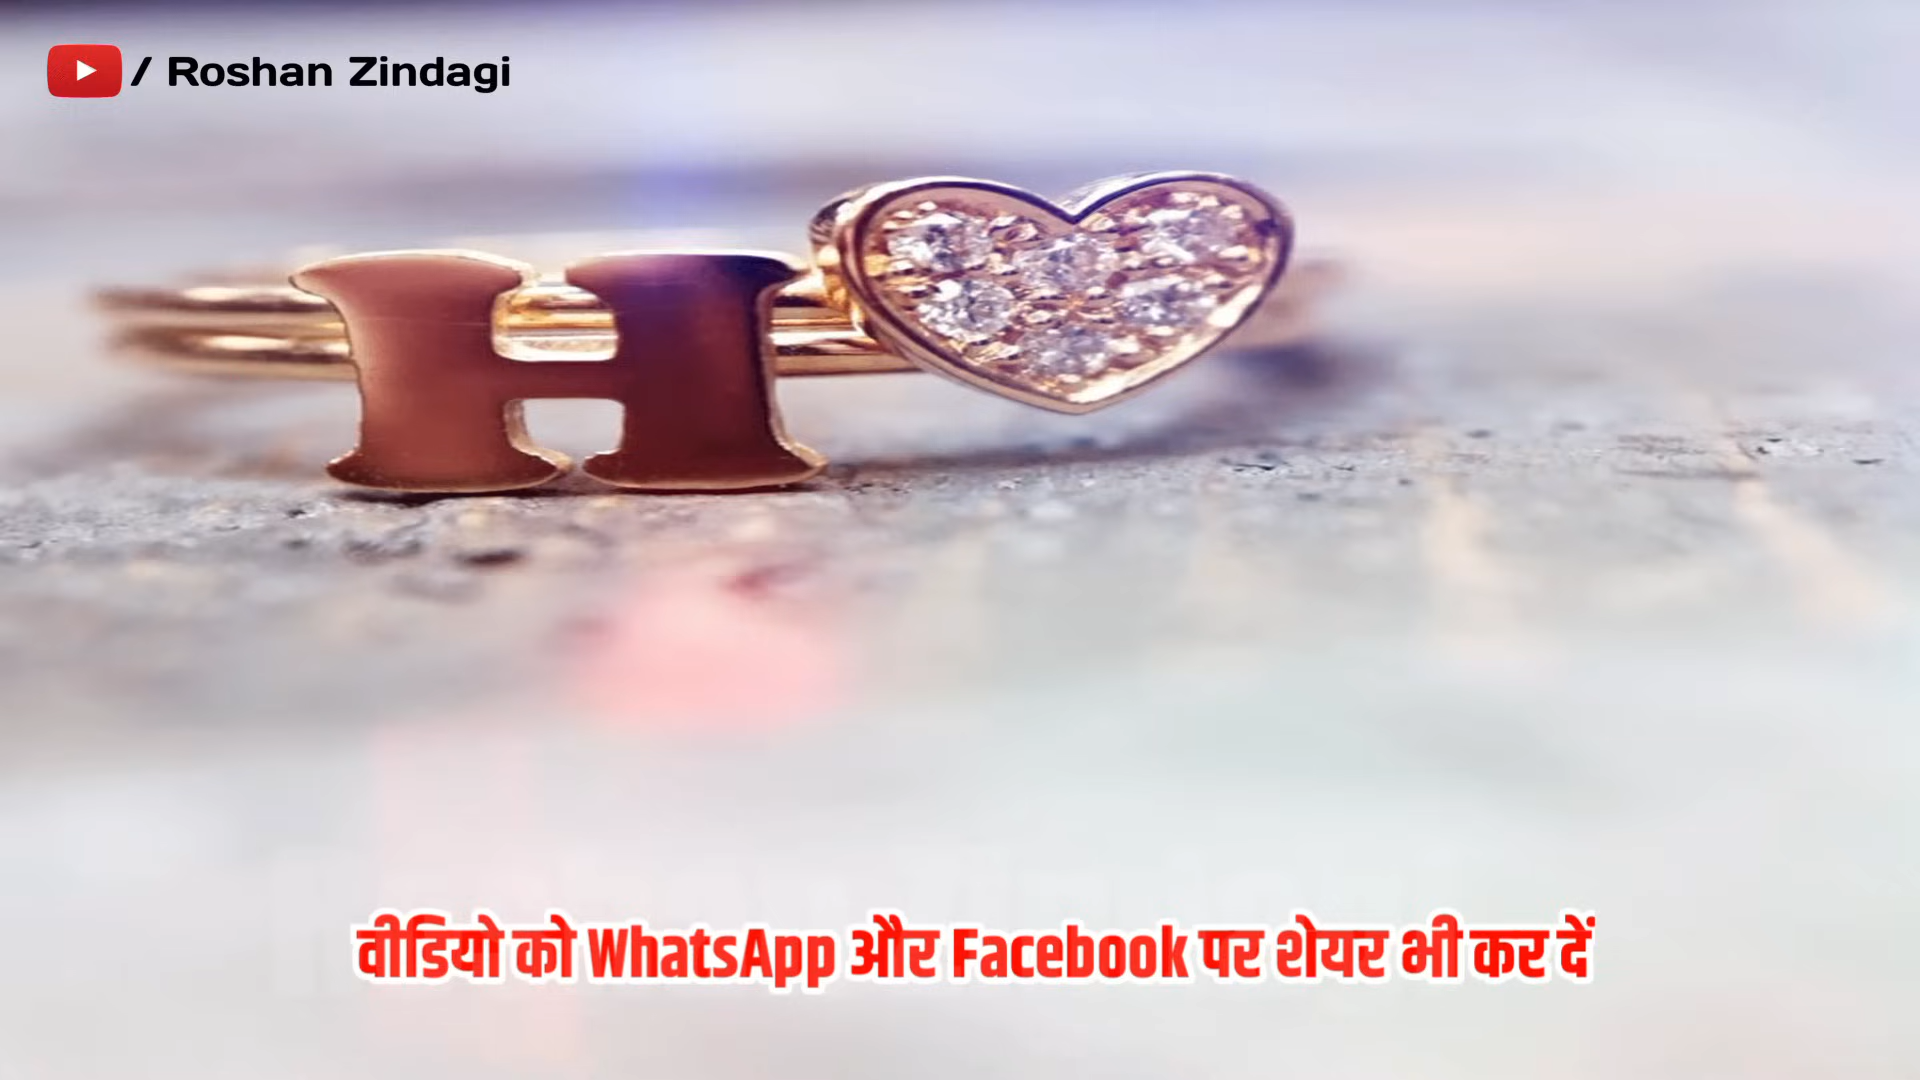 / Roshan Zindagi
H
वीडियो को WhatsApp और Facebook पर शेयर भी कर दें